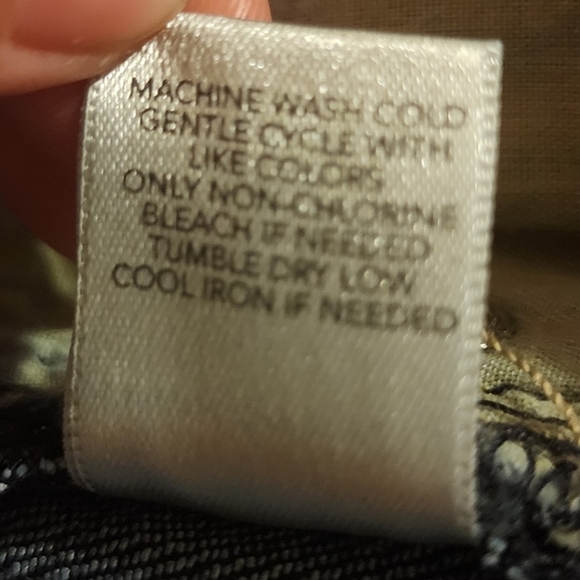 MACHINE WASH COLD
GENTLE CYCLE WITH
LIKE COLORS
ONLY NON-CHLORINE
BLEACH IF NEEDED
TUMBLE DRY LOW
COOL IRON IF NEEDED